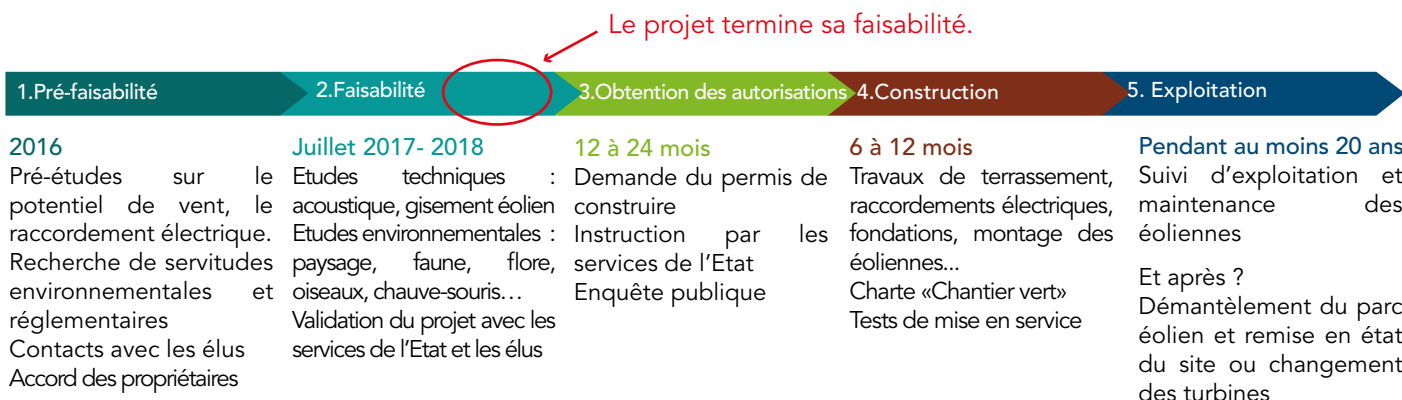 Le projet termine sa faisabilité.
1.Pré-faisabilité
2.Faisabilité
3.Obtention des autorisations
4.Construction
5. Exploitation
2016
Pré-études sur le
potentiel de vent, le
raccordement électrique.
Recherche de servitudes
environnementales et
réglementaires
Contacts avec les élus
Accord des propriétaires
Juillet 2017- 2018
Etudes techniques :
acoustique, gisement éolien
Etudes environnementales :
paysage, faune, flore,
oiseaux, chauve-souris…
Validation du projet avec les
services de l’Etat et les élus
12 à 24 mois
Demande du permis de
construire
Instruction par les
services de l’Etat
Enquête publique
6 à 12 mois
Travaux de terrassement,
raccordements électriques,
fondations, montage des
éoliennes...
Charte «Chantier vert»
Tests de mise en service
Pendant au moins 20 ans
Suivi d’exploitation et
maintenance des
éoliennes
Et après ?
Démantèlement du parc
éolien et remise en état
du site ou changement
des turbines